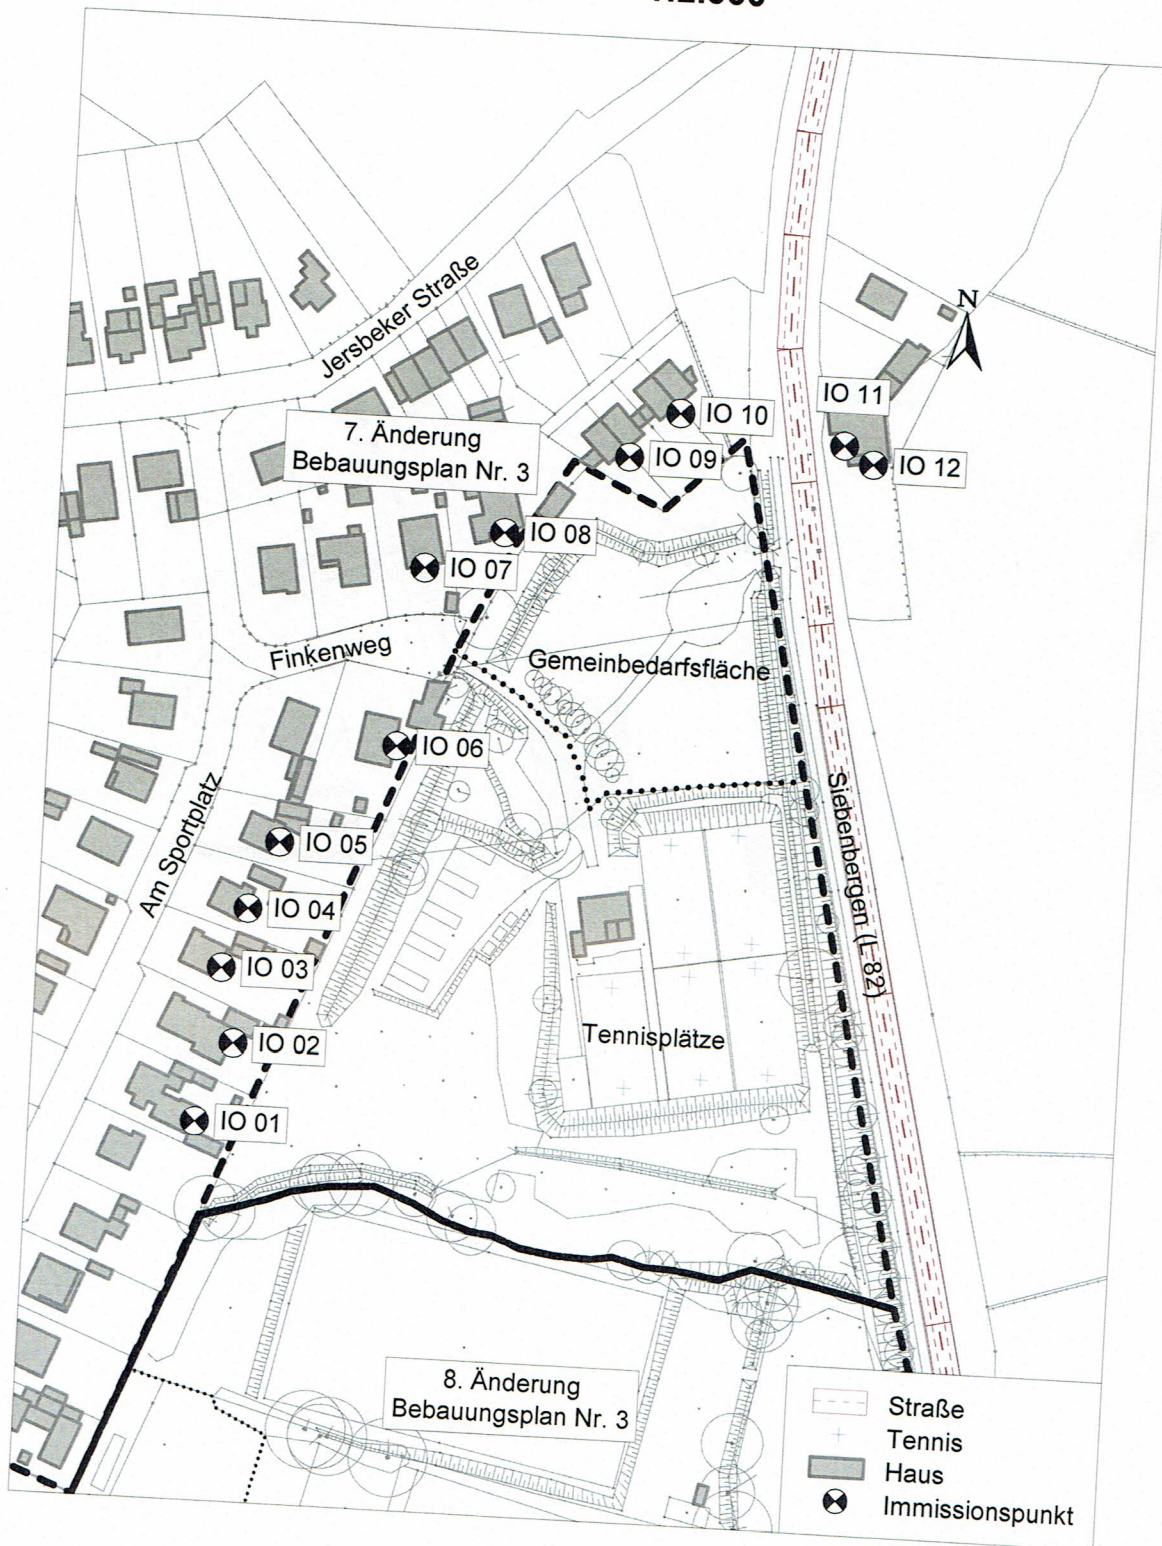 Jersbeker Straße
N
IO 11
IO 10
7. Änderung
Bebauungsplan Nr. 3
IO 09
IO 12
IO 08
IO 07
Finkenweg
Gemeinbedarfsfläche
IO 06
Am Sportplatz
Siebenbergen (L 82)
IO 05
IO 04
IO 03
Tennisplätze
IO 02
IO 01
8. Änderung
Bebauungsplan Nr. 3
Straße
Tennis
Haus
Immissionspunkt